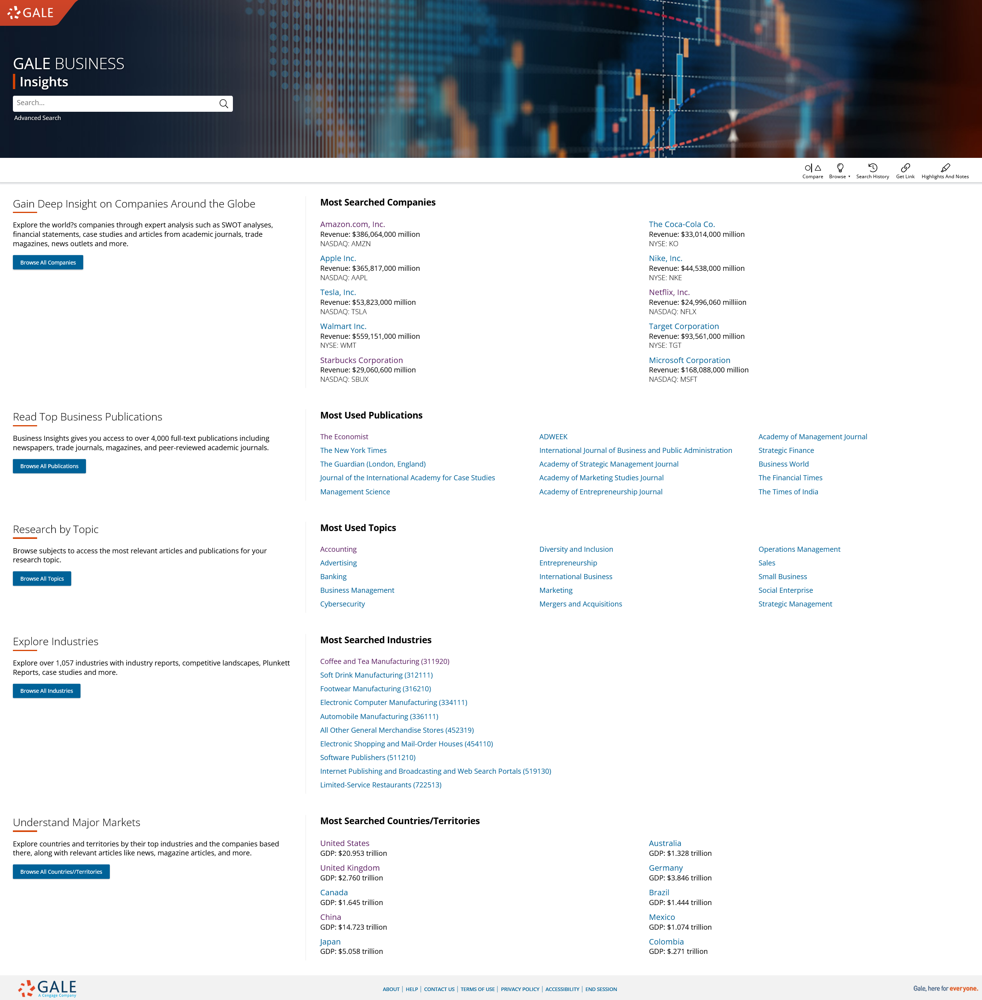 GALE
GALE BUSINESS
Insights
Search...
Advanced Search
Compare
Browse
Search History
Get Link
Highlights And Notes
Gain Deep Insight on Companies Around the Globe
Explore the world?s companies through expert analysis such as SWOT analyses,
financial statements, case studies and articles from academic journals, trade
magazines, news outlets and more.
Browse All Companies
Most Searched Companies
Amazon.com, Inc.
Revenue: $386,064,000 million
NASDAQ: AMZN
Apple Inc.
Revenue: $365,817,000 million
NASDAQ: AAPL
Tesla, Inc.
Revenue: $53,823,000 million
NASDAQ: TSLA
Walmart Inc.
Revenue: $559,151,000 million
NYSE: WMT
Starbucks Corporation
Revenue: $29,060,600 million
NASDAQ: SBUX
The Coca-Cola Co.
Revenue: $33,014,000 million
NYSE: KO
Nike, Inc.
Revenue: $44,538,000 million
NYSE: NKE
Netflix, Inc.
Revenue: $24,996,060 milliion
NASDAQ: NFLX
Target Corporation
Revenue: $93,561,000 million
NYSE: TGT
Microsoft Corporation
Revenue: $168,088,000 million
NASDAQ: MSFT
Read Top Business Publications
Business Insights gives you access to over 4,000 full-text publications including
newspapers, trade journals, magazines, and peer-reviewed academic journals.
Browse All Publications
Most Used Publications
The Economist
The New York Times
The Guardian (London, England)
Journal of the International Academy for Case Studies
Management Science
ADWEEK
International Journal of Business and Public Administration
Academy of Strategic Management Journal
Academy of Marketing Studies Journal
Academy of Entrepreneurship Journal
Academy of Management Journal
Strategic Finance
Business World
The Financial Times
The Times of India
Research by Topic
Browse subjects to access the most relevant articles and publications for your
research topic.
Browse All Topics
Most Used Topics
Accounting
Advertising
Banking
Business Management
Cybersecurity
Diversity and Inclusion
Entrepreneurship
International Business
Marketing
Mergers and Acquisitions
Operations Management
Sales
Small Business
Social Enterprise
Strategic Management
Explore Industries
Explore over 1,057 industries with industry reports, competitive landscapes, Plunkett
Reports, case studies and more.
Browse All Industries
Most Searched Industries
Coffee and Tea Manufacturing (311920)
Soft Drink Manufacturing (312111)
Footwear Manufacturing (316210)
Electronic Computer Manufacturing (334111)
Automobile Manufacturing (336111)
All Other General Merchandise Stores (452319)
Electronic Shopping and Mail-Order Houses (454110)
Software Publishers (511210)
Internet Publishing and Broadcasting and Web Search Portals (519130)
Limited-Service Restaurants (722513)
Understand Major Markets
Explore countries and territories by their top industries and the companies based
there, along with relevant articles like news, magazine articles, and more.
Browse All Countries//Territories
Most Searched Countries/Territories
United States
GDP: $20.953 trillion
United Kingdom
GDP: $2.760 trillion
Canada
GDP: $1.645 trillion
China
GDP: $14.723 trillion
Japan
GDP: $5.058 trillion
Australia
GDP: $1.328 trillion
Germany
GDP: $3.846 trillion
Brazil
GDP: $1.444 trillion
Mexico
GDP: $1.074 trillion
Colombia
GDP: $.271 trillion
GALE
A Cengage Company
ABOUT | HELP | CONTACT US | TERMS OF USE | PRIVACY POLICY | ACCESSIBILITY | END SESSION
Gale, here for everyone.